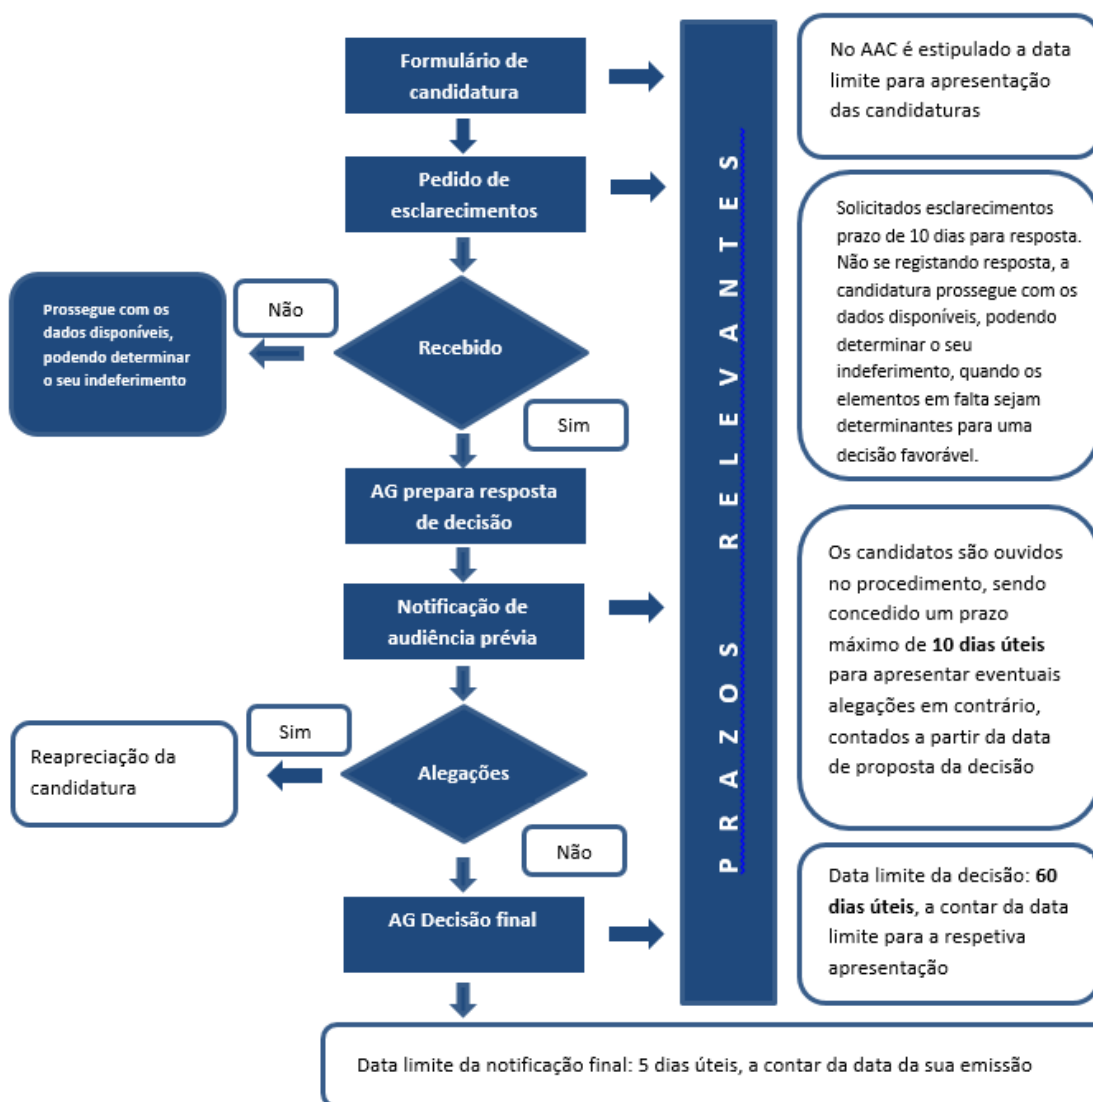 Formulário de
candidatura
No AAC é estipulado a data
limite para apresentação
das candidaturas
Pedido de
esclarecimentos
Solicitados esclarecimentos
prazo de 10 dias para resposta.
Não se registando resposta, a
candidatura prossegue com os
dados disponíveis, podendo
determinar o seu
indeferimento, quando os
elementos em falta sejam
determinantes para uma
decisão favorável.
Prossegue com os
dados disponíveis,
podendo determinar
o seu indeferimento
Não
Recebido
Sim
PRAZOS RELEVANTES
AG prepara resposta
de decisão
Notificação de
audiência prévia
Os candidatos são ouvidos
no procedimento, sendo
concedido um prazo
máximo de 10 dias úteis
para apresentar eventuais
alegações em contrário,
contados a partir da data
de proposta da decisão
Reapreciação da
candidatura
Sim
Alegações
Não
AG Decisão final
Data limite da decisão: 60
dias úteis, a contar da data
limite para a respetiva
apresentação
Data limite da notificação final: 5 dias úteis, a contar da data da sua emissão